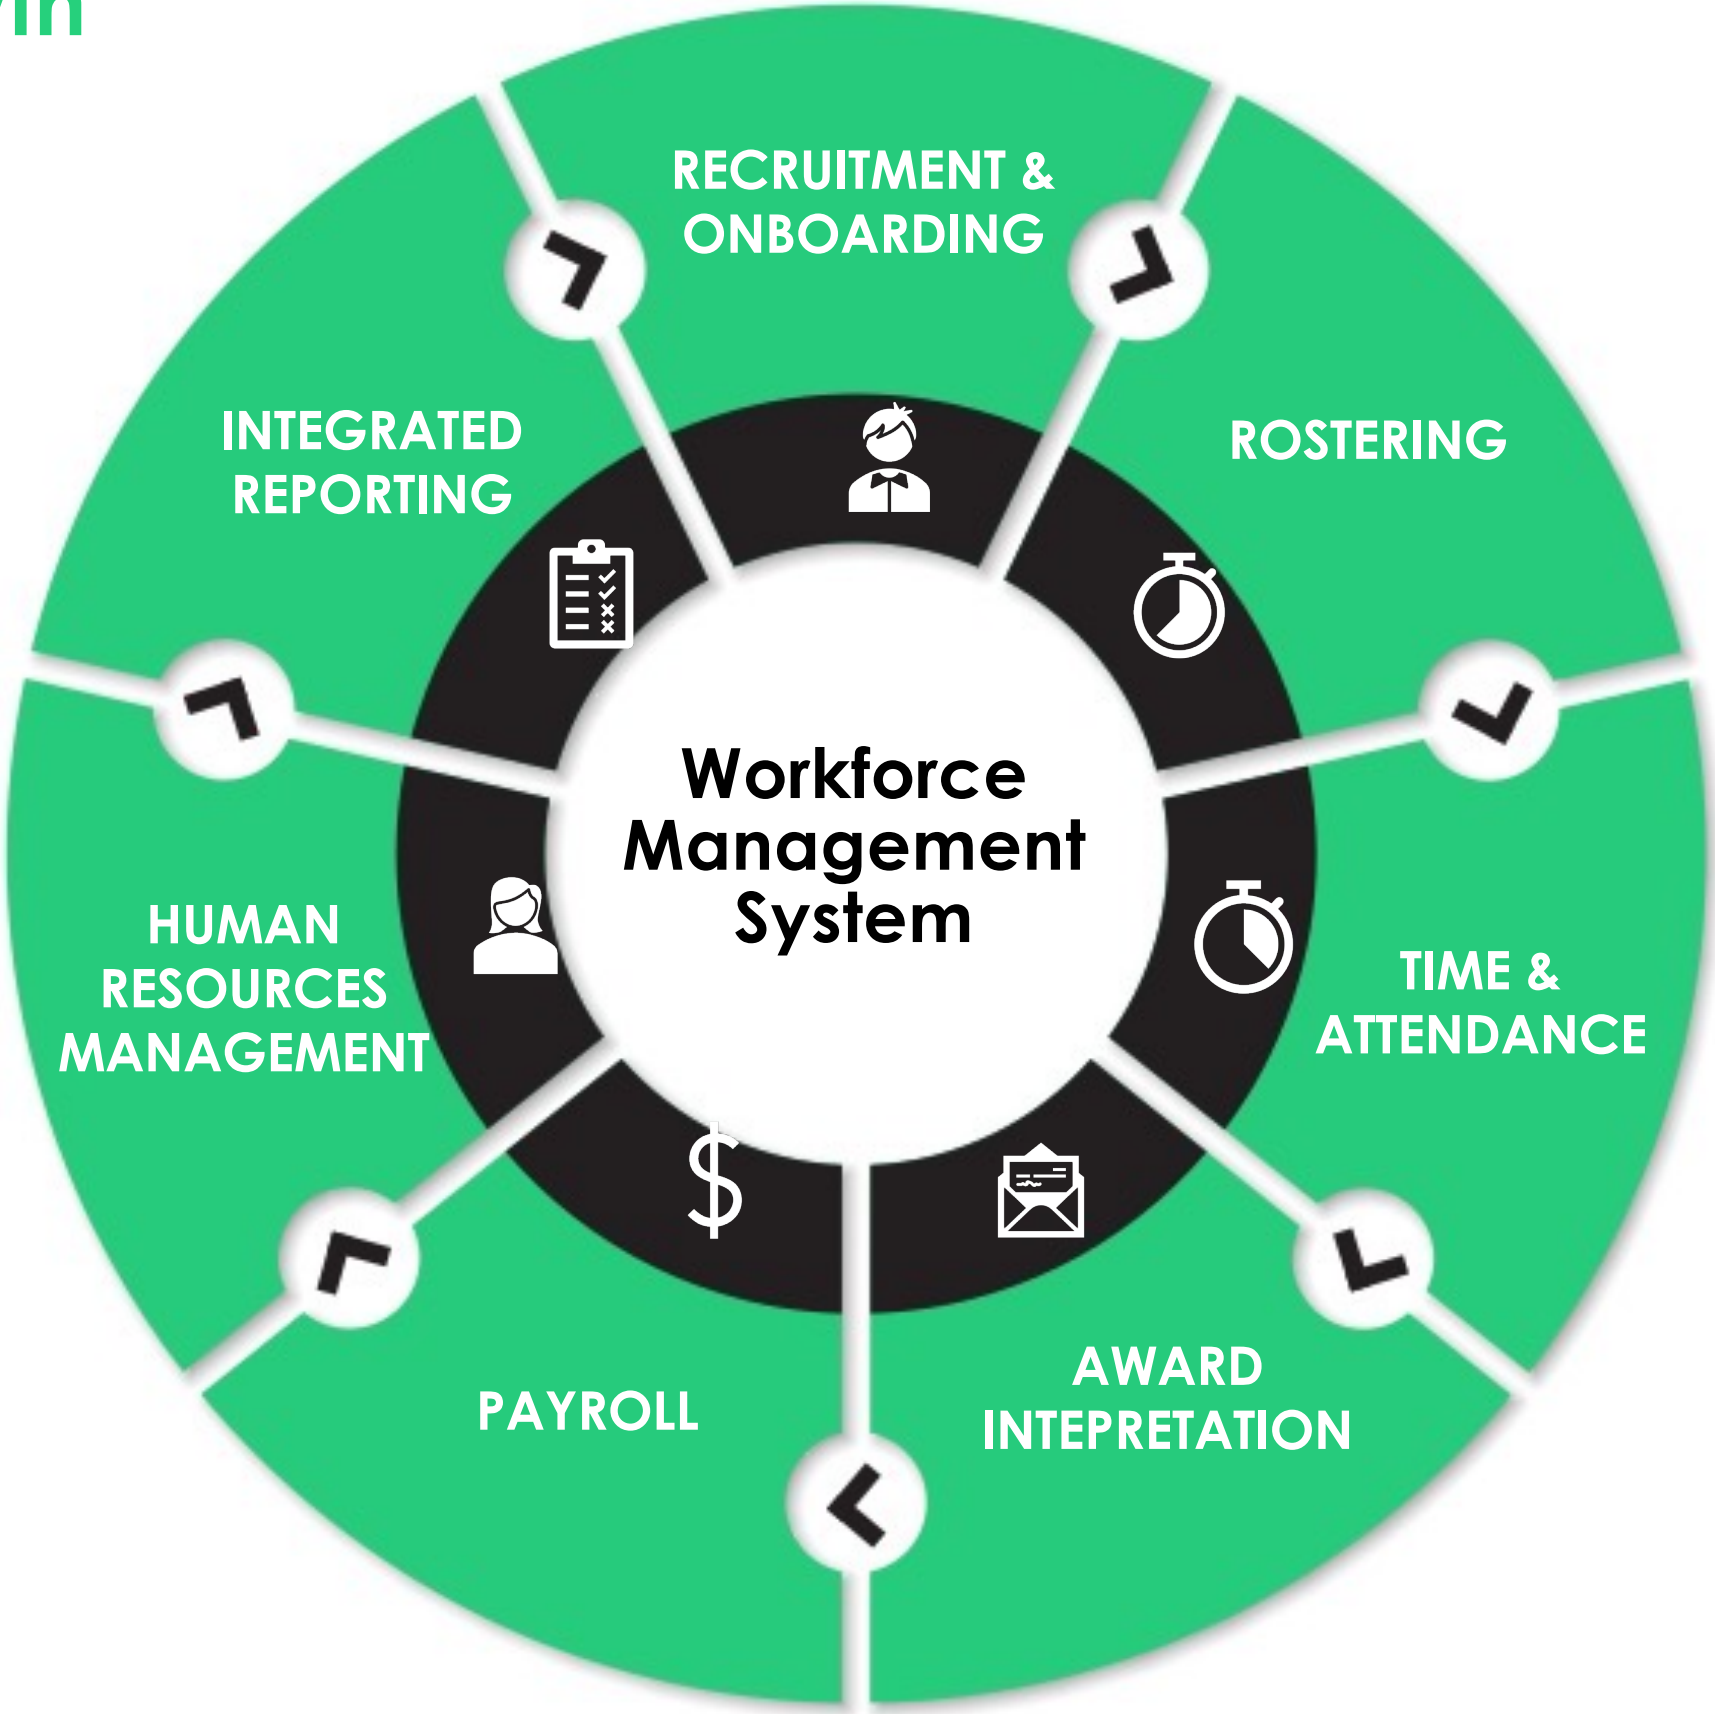 RECRUITMENT &
ONBOARDING
ROSTERING
TIME &
ATTENDANCE
AWARD
INTEPRETATION
PAYROLL
HUMAN
RESOURCES
MANAGEMENT
INTEGRATED
REPORTING
Workforce
Management
System